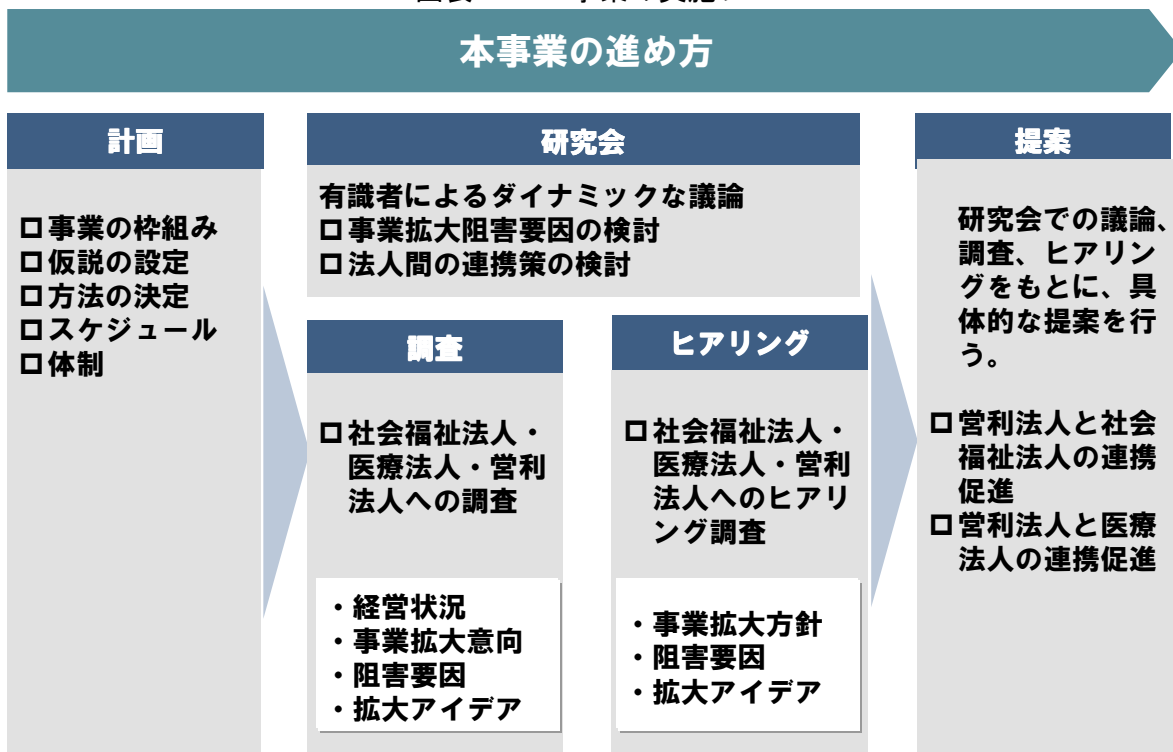 本事業の進め方
計画
□事業の枠組み
□仮説の設定
□方法の決定
□スケジュール
□体制
研究会
有識者によるダイナミックな議論
□事業拡大阻害要因の検討
□法人間の連携策の検討
調査
□社会福祉法人・
医療法人・営利
法人への調査
・経営状況
・事業拡大意向
・阻害要因
・拡大アイデア
ヒアリング
□社会福祉法人・
医療法人・営利
法人へのヒアリ
ング調査
・事業拡大方針
・阻害要因
・拡大アイデア
提案
研究会での議論、
調査、ヒアリン
グをもとに、具
体的な提案を行
う。
□営利法人と社会
福祉法人の連携
促進
□営利法人と医療
法人の連携促進